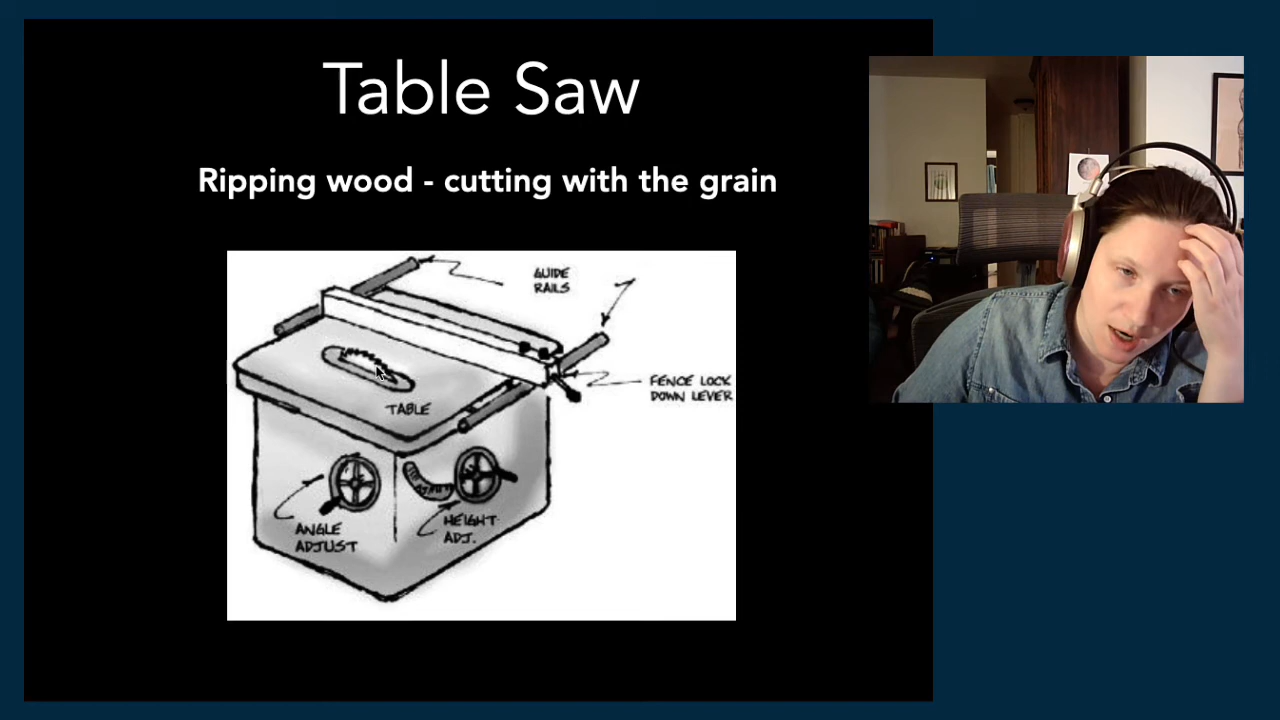 Table Saw
Ripping wood - cutting with the grain
GUIDE
RAILS
FENCE LOCK
DOWN LEVER
TABLE
ANGLE
ADJUST
HEIGHT
ADJ.